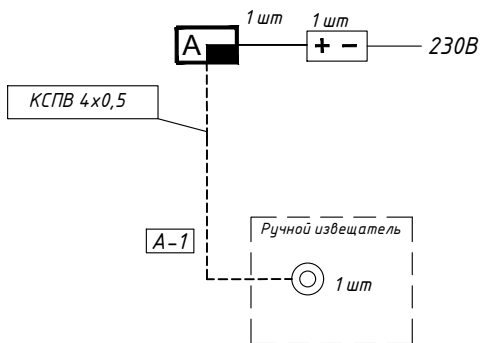 1 шт
1 шт
А
+ −
230В
КСПВ 4х0,5
А-1
Ручной извещатель
1 шт